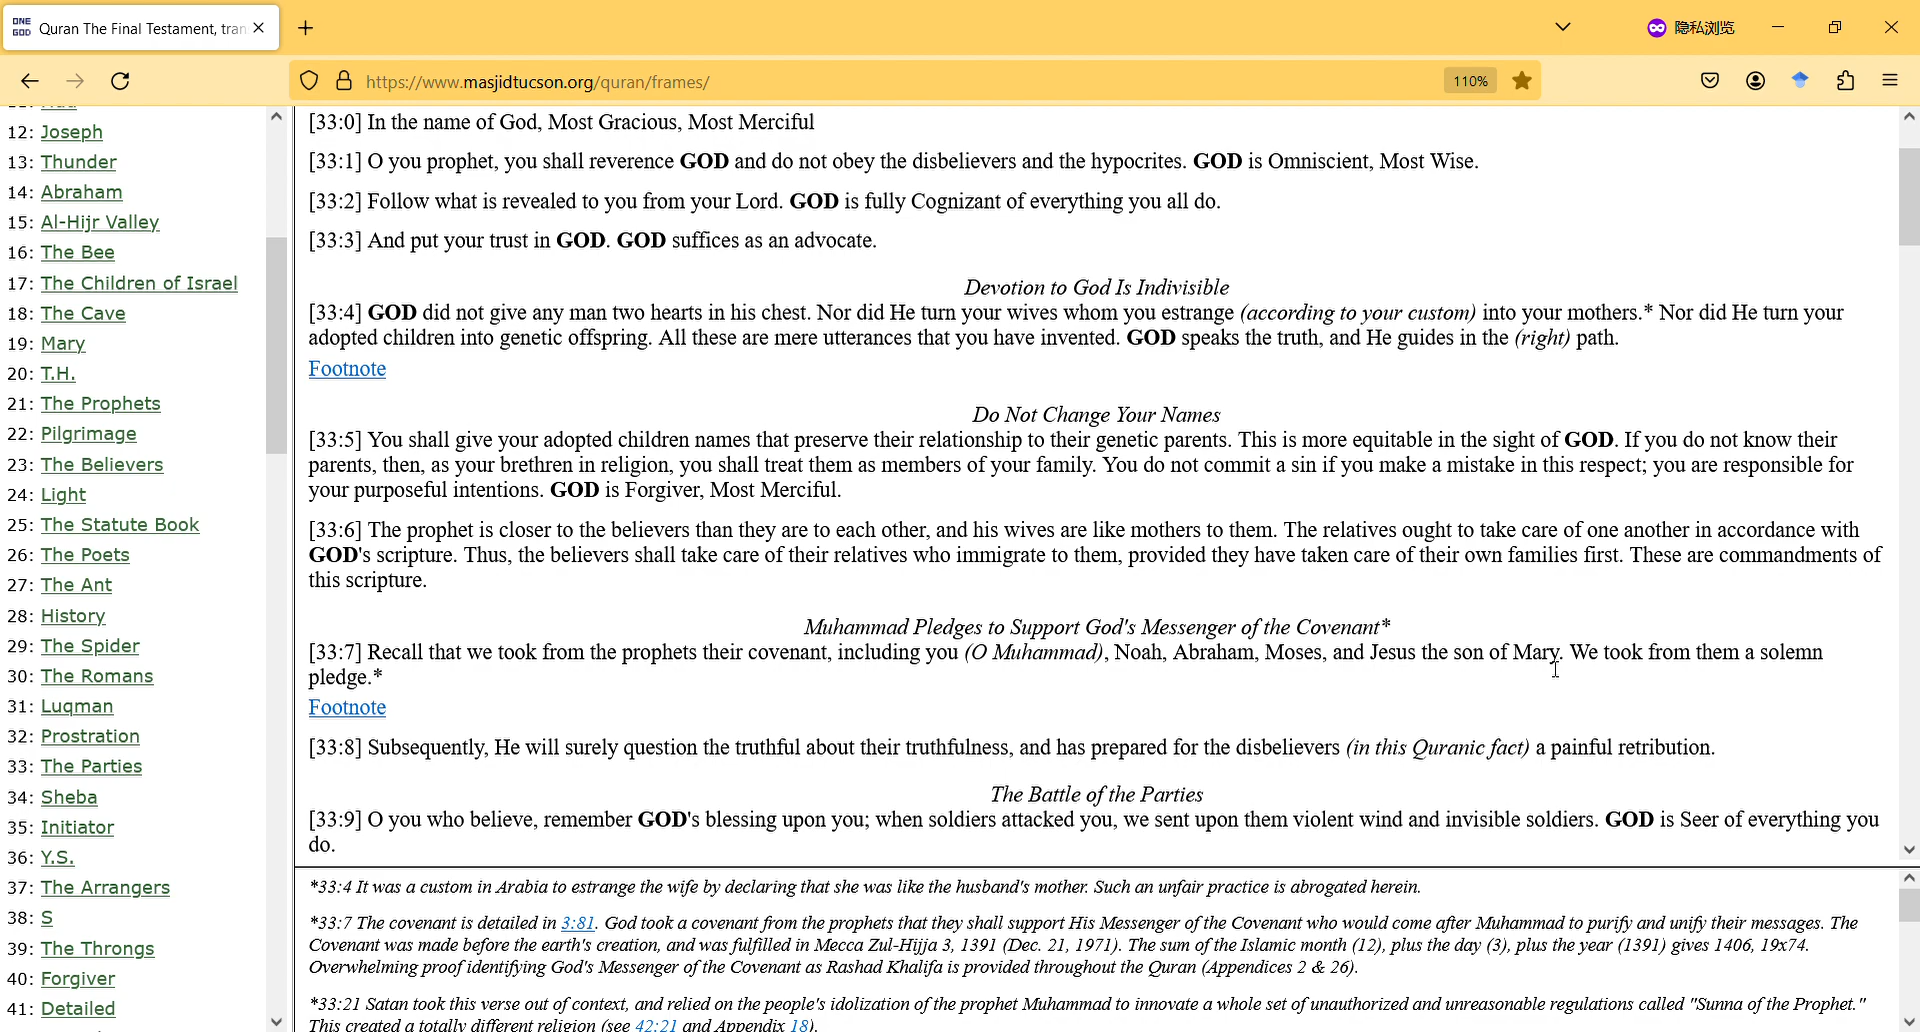 ONE
GOD
Quran The Final Testament, tran
隐私浏览
https://www.masjidtucson.org/quran/frames/
110%
12: Joseph
13: Thunder
14: Abraham
15: Al-Hijr Valley
16: The Bee
17: The Children of Israel
18: The Cave
19: Mary
20: T.H.
21: The Prophets
22: Pilgrimage
23: The Believers
24: Light
25: The Statute Book
26: The Poets
27: The Ant
28: History
29: The Spider
30: The Romans
31: Luqman
32: Prostration
33: The Parties
34: Sheba
35: Initiator
36: Y.S.
37: The Arrangers
38: S
39: The Throngs
40: Forgiver
41: Detailed
[33:0] In the name of God, Most Gracious, Most Merciful
[33:1] O you prophet, you shall reverence GOD and do not obey the disbelievers and the hypocrites. GOD is Omniscient, Most Wise.
[33:2] Follow what is revealed to you from your Lord. GOD is fully Cognizant of everything you all do.
[33:3] And put your trust in GOD. GOD suffices as an advocate.
Devotion to God Is Indivisible
[33:4] GOD did not give any man two hearts in his chest. Nor did He turn your wives whom you estrange (according to your custom) into your mothers.* Nor did He turn your
adopted children into genetic offspring. All these are mere utterances that you have invented. GOD speaks the truth, and He guides in the (right) path.
Footnote
Do Not Change Your Names
[33:5] You shall give your adopted children names that preserve their relationship to their genetic parents. This is more equitable in the sight of GOD. If you do not know their
parents, then, as your brethren in religion, you shall treat them as members of your family. You do not commit a sin if you make a mistake in this respect; you are responsible for
your purposeful intentions. GOD is Forgiver, Most Merciful.
[33:6] The prophet is closer to the believers than they are to each other, and his wives are like mothers to them. The relatives ought to take care of one another in accordance with
GOD's scripture. Thus, the believers shall take care of their relatives who immigrate to them, provided they have taken care of their own families first. These are commandments of
this scripture.
Muhammad Pledges to Support God's Messenger of the Covenant*
[33:7] Recall that we took from the prophets their covenant, including you (O Muhammad), Noah, Abraham, Moses, and Jesus the son of Mary. We took from them a solemn
pledge.*
Footnote
[33:8] Subsequently, He will surely question the truthful about their truthfulness, and has prepared for the disbelievers (in this Quranic fact) a painful retribution.
The Battle of the Parties
[33:9] O you who believe, remember GOD's blessing upon you; when soldiers attacked you, we sent upon them violent wind and invisible soldiers. GOD is Seer of everything you
do.
*33:4 It was a custom in Arabia to estrange the wife by declaring that she was like the husband's mother. Such an unfair practice is abrogated herein.
*33:7 The covenant is detailed in 3:81. God took a covenant from the prophets that they shall support His Messenger of the Covenant who would come after Muhammad to purify and unify their messages. The
Covenant was made before the earth's creation, and was fulfilled in Mecca Zul-Hijja 3, 1391 (Dec. 21, 1971). The sum of the Islamic month (12), plus the day (3), plus the year (1391) gives 1406, 19x74.
Overwhelming proof identifying God's Messenger of the Covenant as Rashad Khalifa is provided throughout the Quran (Appendices 2 & 26).
*33:21 Satan took this verse out of context, and relied on the people's idolization of the prophet Muhammad to innovate a whole set of unauthorized and unreasonable regulations called "Sunna of the Prophet."
This created a totally different religion (see 42:21 and Appendix 18).